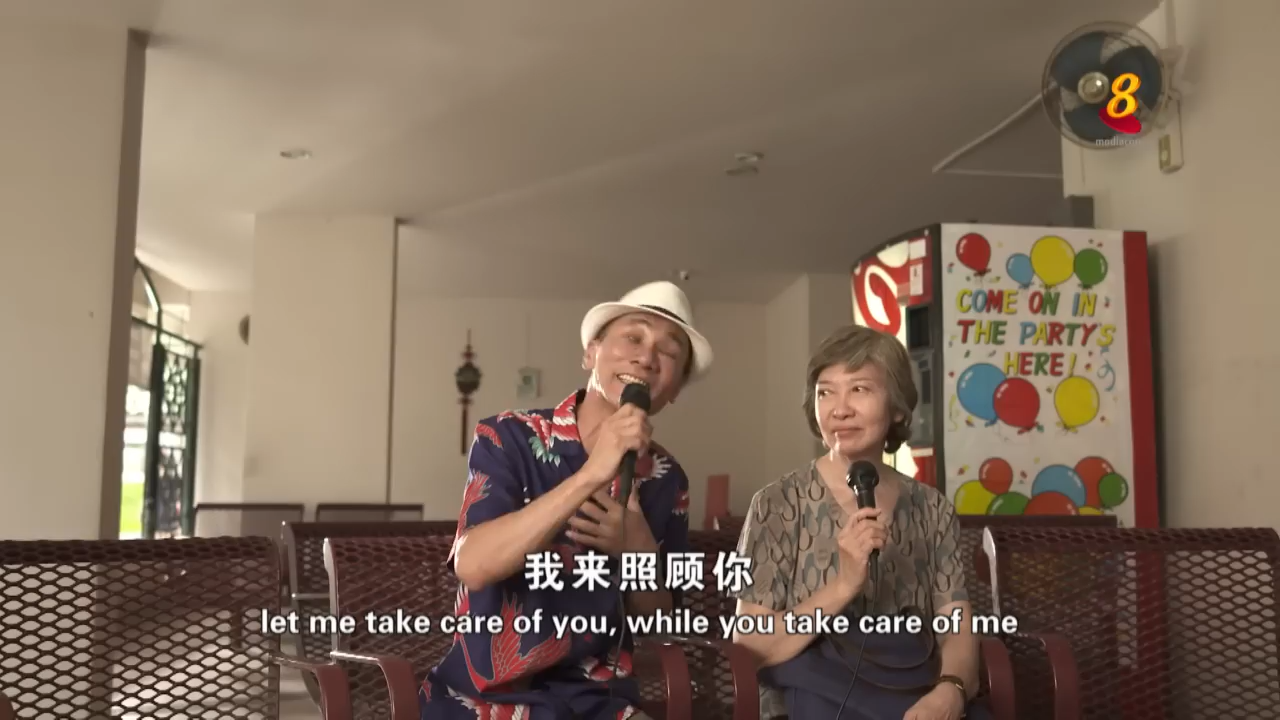 8
COME ON IN
THE PARTY'S
HERE!
我来照顾你
let me take care of you, while you take care of me